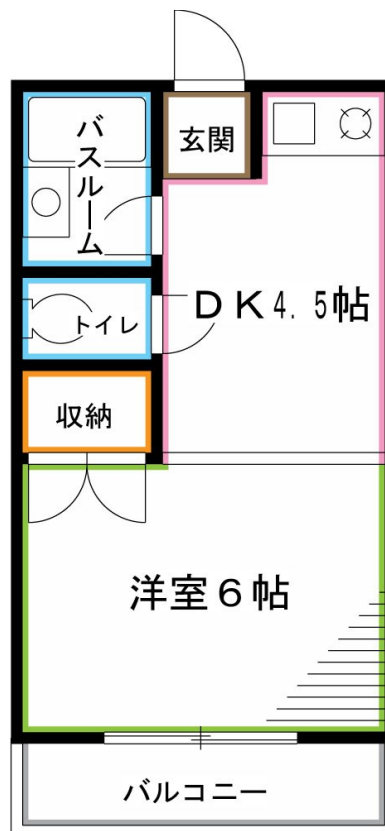 バスルーム
玄関
トイレ
DK4.5帖
収納
洋室6帖
バルコニー